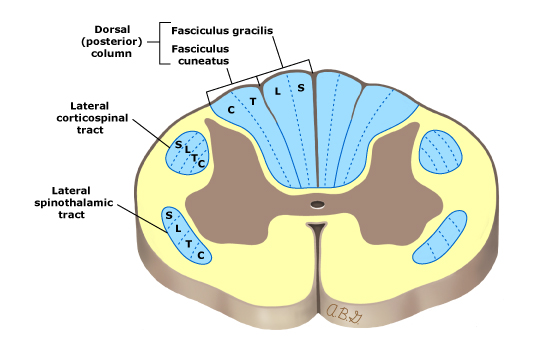 Dorsal
(posterior)
column
Fasciculus gracilis
Fasciculus
cuneatus
C T L S
Lateral
corticospinal
tract
S L T C
Lateral
spinothalamic
tract
S L T C
A.B.G.